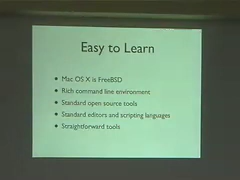 Easy to Learn
• Mac OS X is FreeBSD
• Rich command line environment
• Standard open source tools
• Standard editors and scripting languages
• Straightforward tools